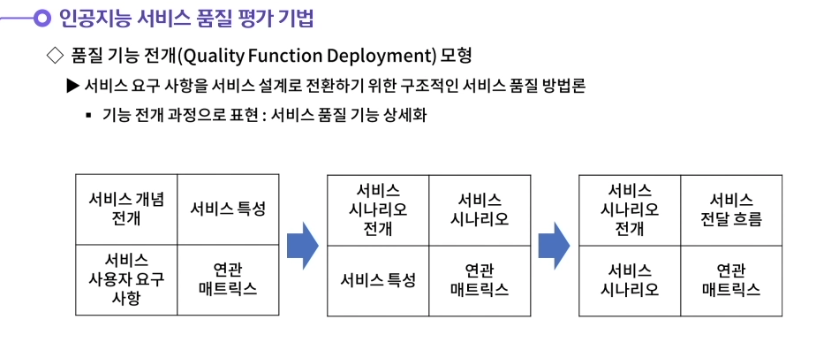 인공지능 서비스 품질 평가 기법
◇ 품질 기능 전개(Quality Function Deployment) 모형
▶ 서비스 요구 사항을 서비스 설계로 전환하기 위한 구조적인 서비스 품질 방법론
▪ 기능 전개 과정으로 표현 : 서비스 품질 기능 상세화
서비스 개념
전개
서비스 특성
서비스
사용자 요구
사항
연관
매트릭스
서비스
시나리오
전개
서비스
시나리오
서비스 특성
연관
매트릭스
서비스
시나리오
전개
서비스
전달 흐름
서비스
시나리오
연관
매트릭스